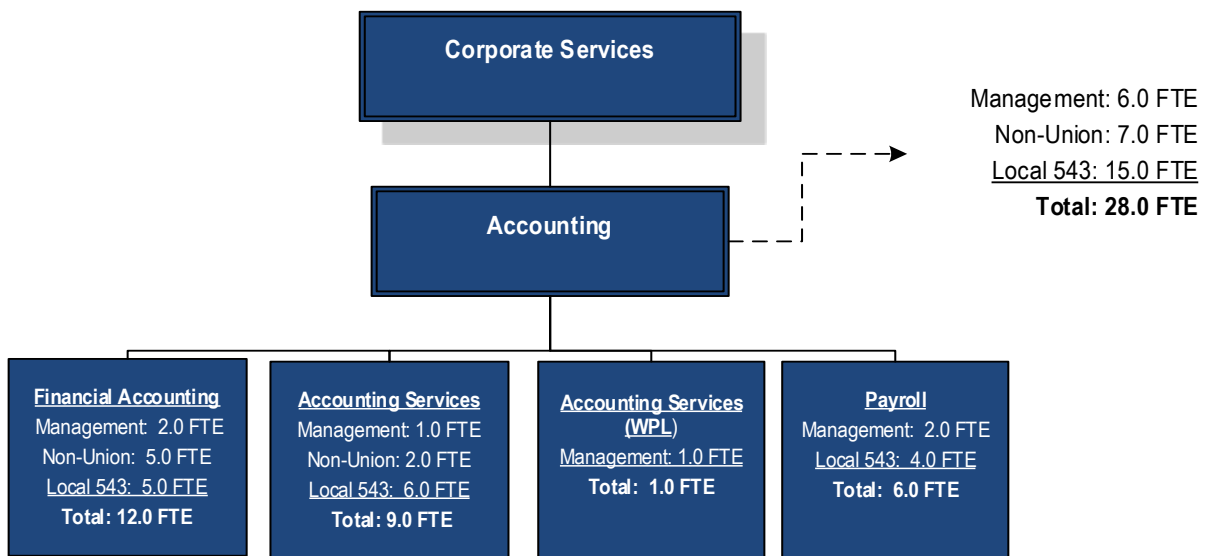 Corporate Services
Management: 6.0 FTE
Non-Union: 7.0 FTE
Local 543: 15.0 FTE
Total: 28.0 FTE
Accounting
Financial Accounting
Management: 2.0 FTE
Non-Union: 5.0 FTE
Local 543: 5.0 FTE
Total: 12.0 FTE
Accounting Services
Management: 1.0 FTE
Non-Union: 2.0 FTE
Local 543: 6.0 FTE
Total: 9.0 FTE
Accounting Services
(WPL)
Management: 1.0 FTE
Total: 1.0 FTE
Payroll
Management: 2.0 FTE
Local 543: 4.0 FTE
Total: 6.0 FTE